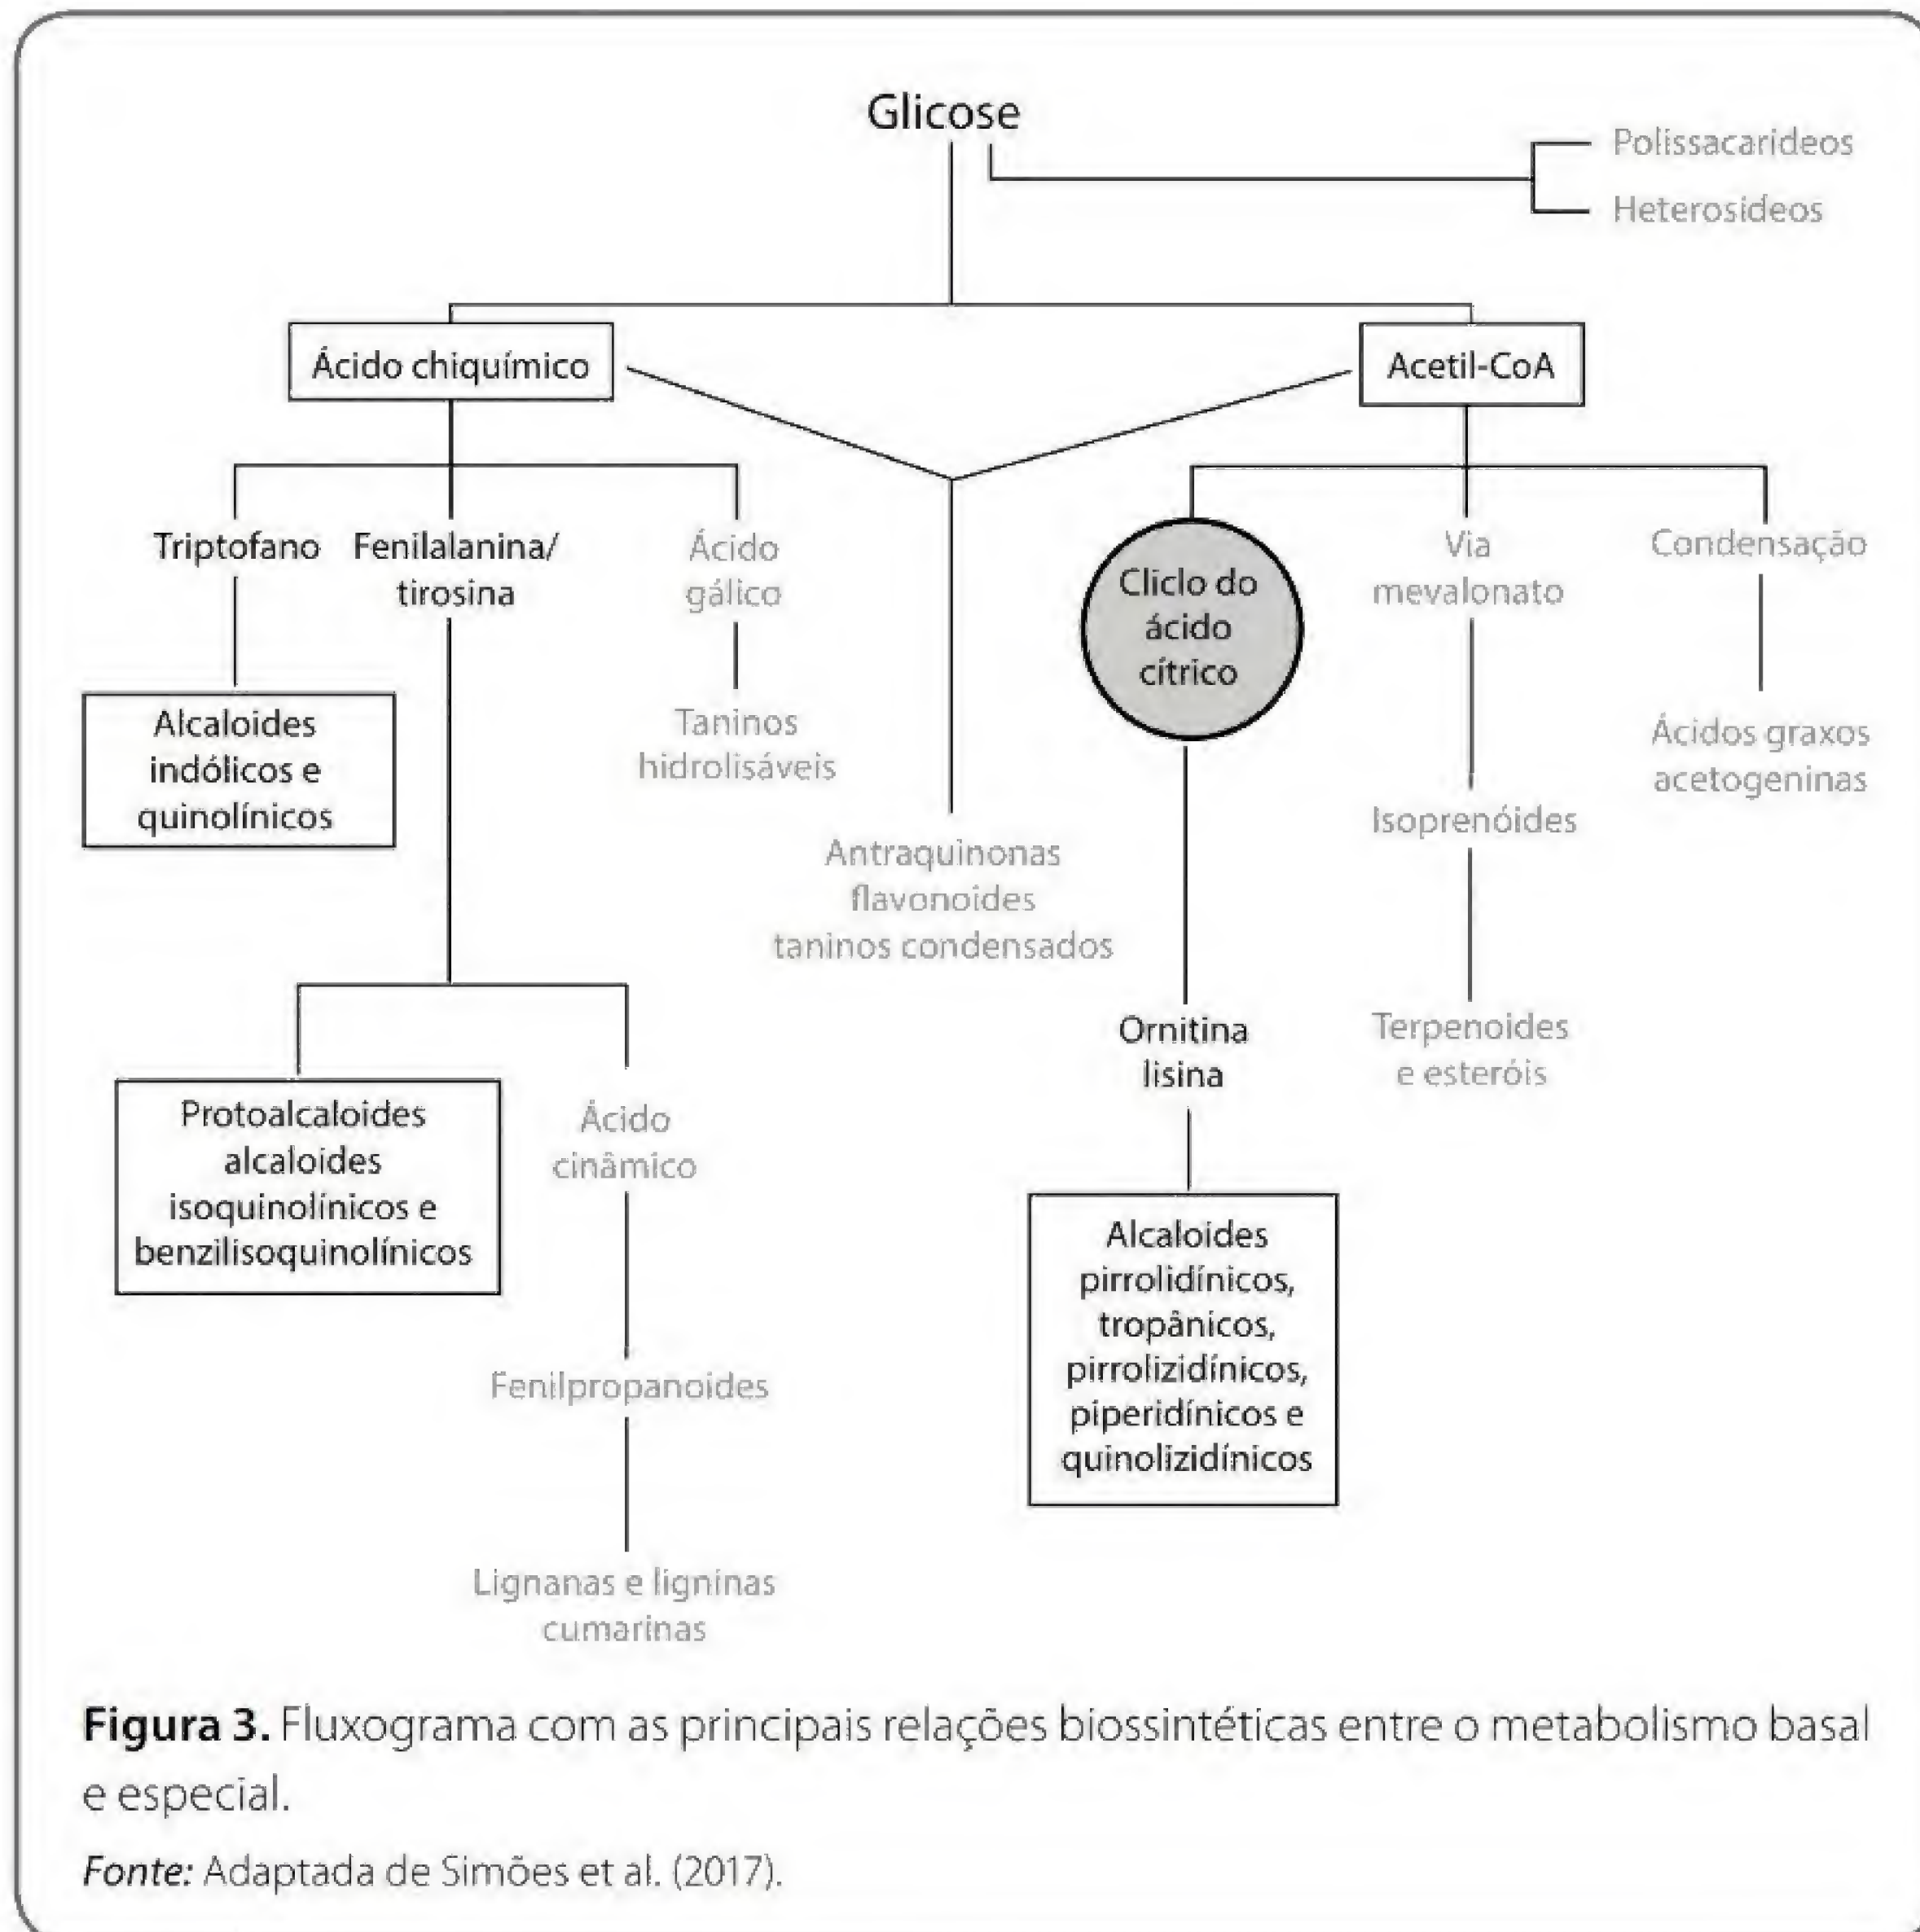 Glicose
Polissacarideos
Heterosideos
Ácido chiquímico
Acetil-CoA
Triptofano
Fenilalanina/
tirosina
Ácido
gálico
Cliclo do
ácido
cítrico
Via
mevalonato
Condensação
Alcaloides
indólicos e
quinolínicos
Taninos
hidrolisáveis
Ácidos graxos
acetogeninas
Isoprenóides
Antraquinonas
flavonoides
taninos condensados
Ornitina
lisina
Terpenoides
e esteróis
Protoalcaloides
alcaloides
isoquinolínicos e
benzilisoquinolínicos
Ácido
cinâmico
Alcaloides
pirrolidínicos,
tropânicos,
pirrolizidínicos,
piperidínicos e
quinolizidínicos
Fenilpropanoides
Lignanas e ligninas
cumarinas
Figura 3. Fluxograma com as principais relações biossintéticas entre o metabolismo basal
e especial.
Fonte: Adaptada de Simões et al. (2017).